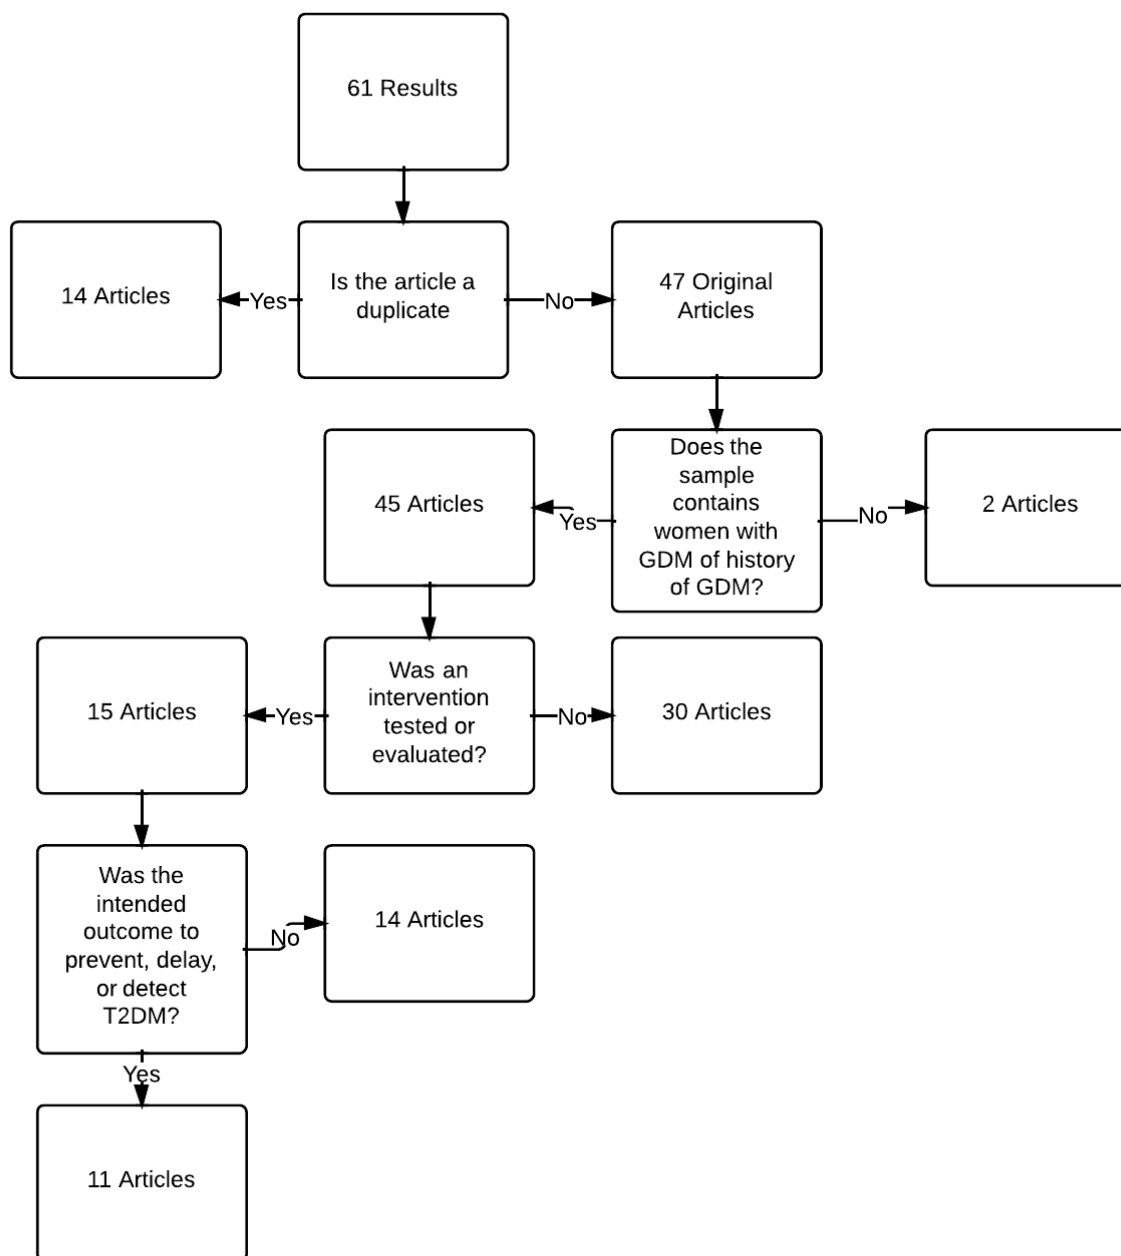 61 Results
14 Articles
Yes
Is the article a
duplicate
No
47 Original
Articles
45 Articles
Yes
Does the
sample
contains
women with
GDM of history
of GDM?
No
2 Articles
15 Articles
Yes
Was an
intervention
tested or
evaluated?
No
30 Articles
Was the
intended
outcome to
prevent, delay,
or detect
T2DM?
No
14 Articles
Yes
11 Articles